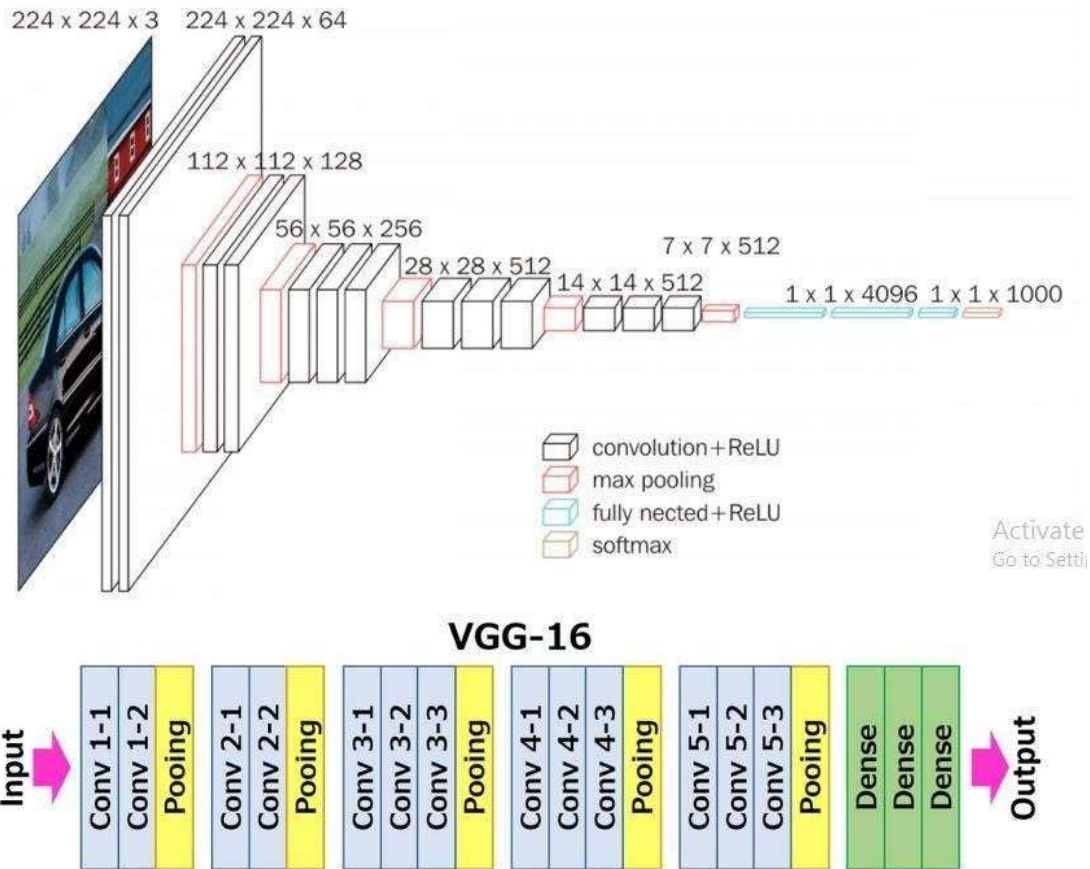 224 x 224 x 3
224 x 224 x 64
112 x 112 x 128
56 x 56 x 256
28 x 28 x 512
14 x 14 x 512
7 x 7 x 512
1 x 1 x 4096
1 x 1 x 1000
convolution+ReLU
max pooling
fully nected+ReLU
softmax
Activate
Go to Setti
VGG-16
Input
Conv 1-1
Conv 1-2
Pooing
Conv 2-1
Conv 2-2
Pooing
Conv 3-1
Conv 3-2
Conv 3-3
Pooing
Conv 4-1
Conv 4-2
Conv 4-3
Pooing
Conv 5-1
Conv 5-2
Conv 5-3
Pooing
Dense
Dense
Dense
Output